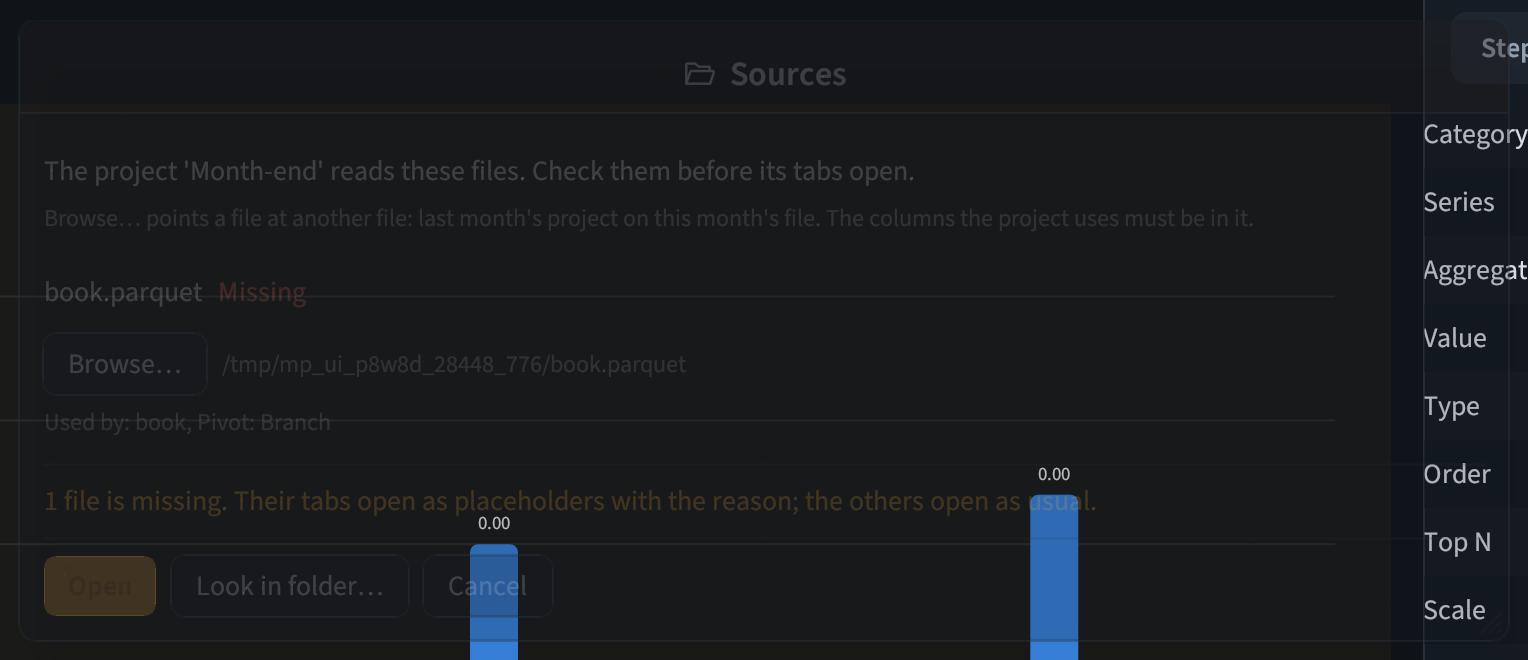 Sources
Step
The project 'Month-end' reads these files. Check them before its tabs open.
Browse… points a file at another file: last month's project on this month's file. The columns the project uses must be in it.
book.parquet Missing
Browse… /tmp/mp_ui_p8w8d_28448_776/book.parquet
Used by: book, Pivot: Branch
1 file is missing. Their tabs open as placeholders with the reason; the others open as usual.
Open Look in folder… Cancel
0.00
0.00
Category
Series
Aggregat
Value
Type
Order
Top N
Scale